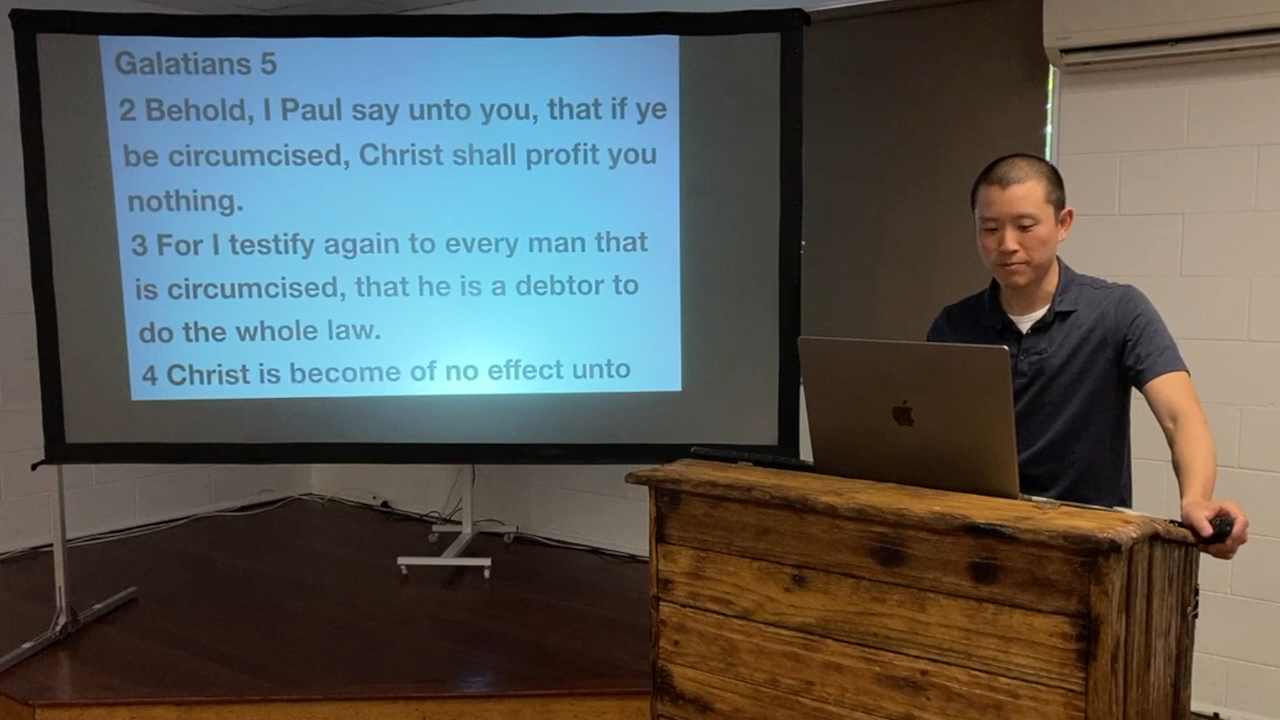 Galatians 5
2 Behold, I Paul say unto you, that if ye
be circumcised, Christ shall profit you
nothing.
3 For I testify again to every man that
is circumcised, that he is a debtor to
do the whole law.
4 Christ is become of no effect unto